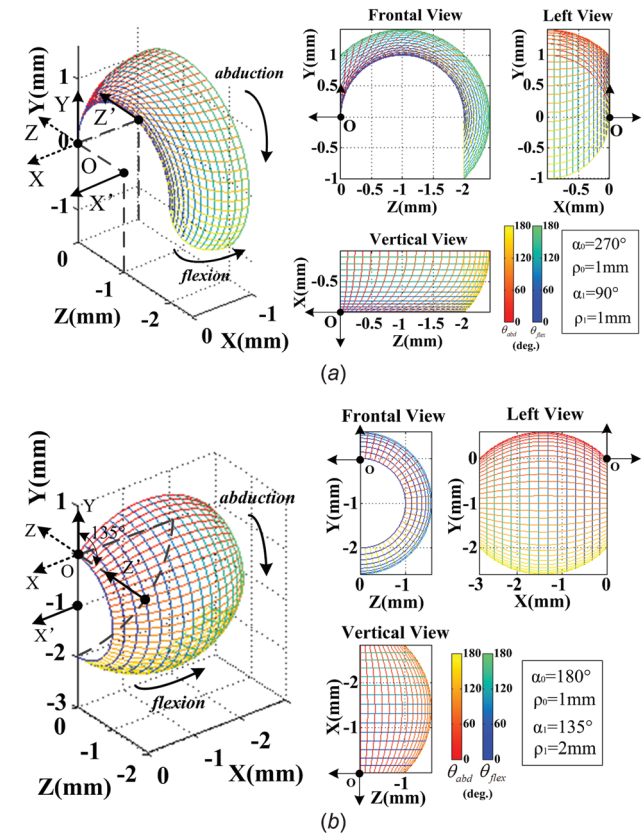 Frontal View
Left View
Y(mm)
1
0
-1
Y
Z
X
O
Z’
X’
abduction
flexion
0
-1
-2
Z(mm)
0
-1
X(mm)
Y(mm)
1
0.5
0
-0.5
-1
O
0 -0.5 -1 -1.5 -2
Z(mm)
Y(mm)
1
0.5
0
-0.5
-1
O
-1 0
X(mm)
Vertical View
X(mm)
-0.5
O
-0.5 -1 -1.5 -2
Z(mm)
180 180
120 120
60 60
0 0
θabd θflex
(deg.)
α₀=270°
ρ₀=1mm
α₁=90°
ρ₁=1mm
(a)
Frontal View
Left View
Y(mm)
1
Y
Z
135°
O
X
Z’
-1
X’
-2
-3
abduction
flexion
0
-1
-2
Z(mm)
0
-1
-2
X(mm)
Y(mm)
0
-1
-2
O
0 -1
Z(mm)
Y(mm)
0
-1
-2
O
-3 -2 -1 0
X(mm)
Vertical View
X(mm)
-2
-1
0
O
0 -1
Z(mm)
180 180
120 120
60 60
0 0
θabd θflex
(deg.)
α₀=180°
ρ₀=1mm
α₁=135°
ρ₁=2mm
(b)